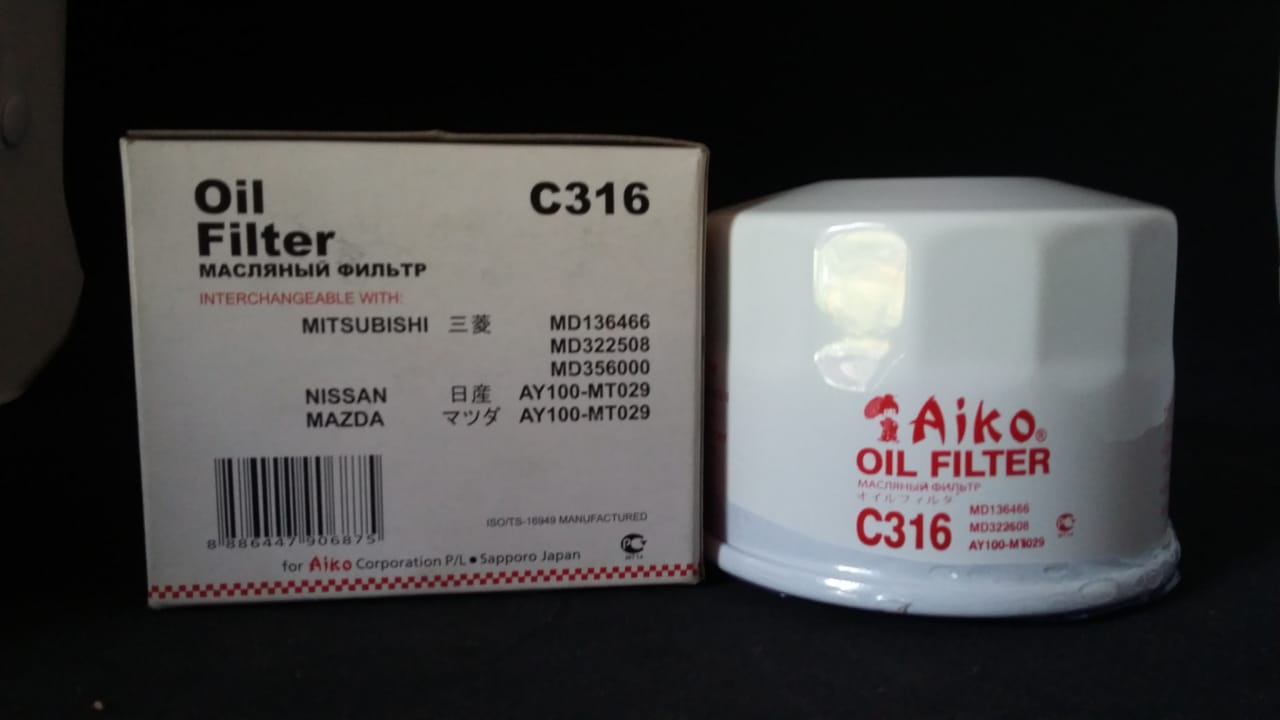 Oil
Filter
C316
МАСЛЯНЫЙ ФИЛЬТР
INTERCHANGEABLE WITH:
MITSUBISHI 三菱 MD136466
MD322508
MD356000
NISSAN 日産 AY100-MT029
MAZDA マツダ AY100-MT029
8 886447 906875
ISO/TS-16949 MANUFACTURED
for Aiko Corporation P/L ● Sapporo Japan
Aiko®
OIL FILTER
МАСЛЯНЫЙ ФИЛЬТР
オイルフィルタ
C316
MD136466
MD322508
AY100-MT029